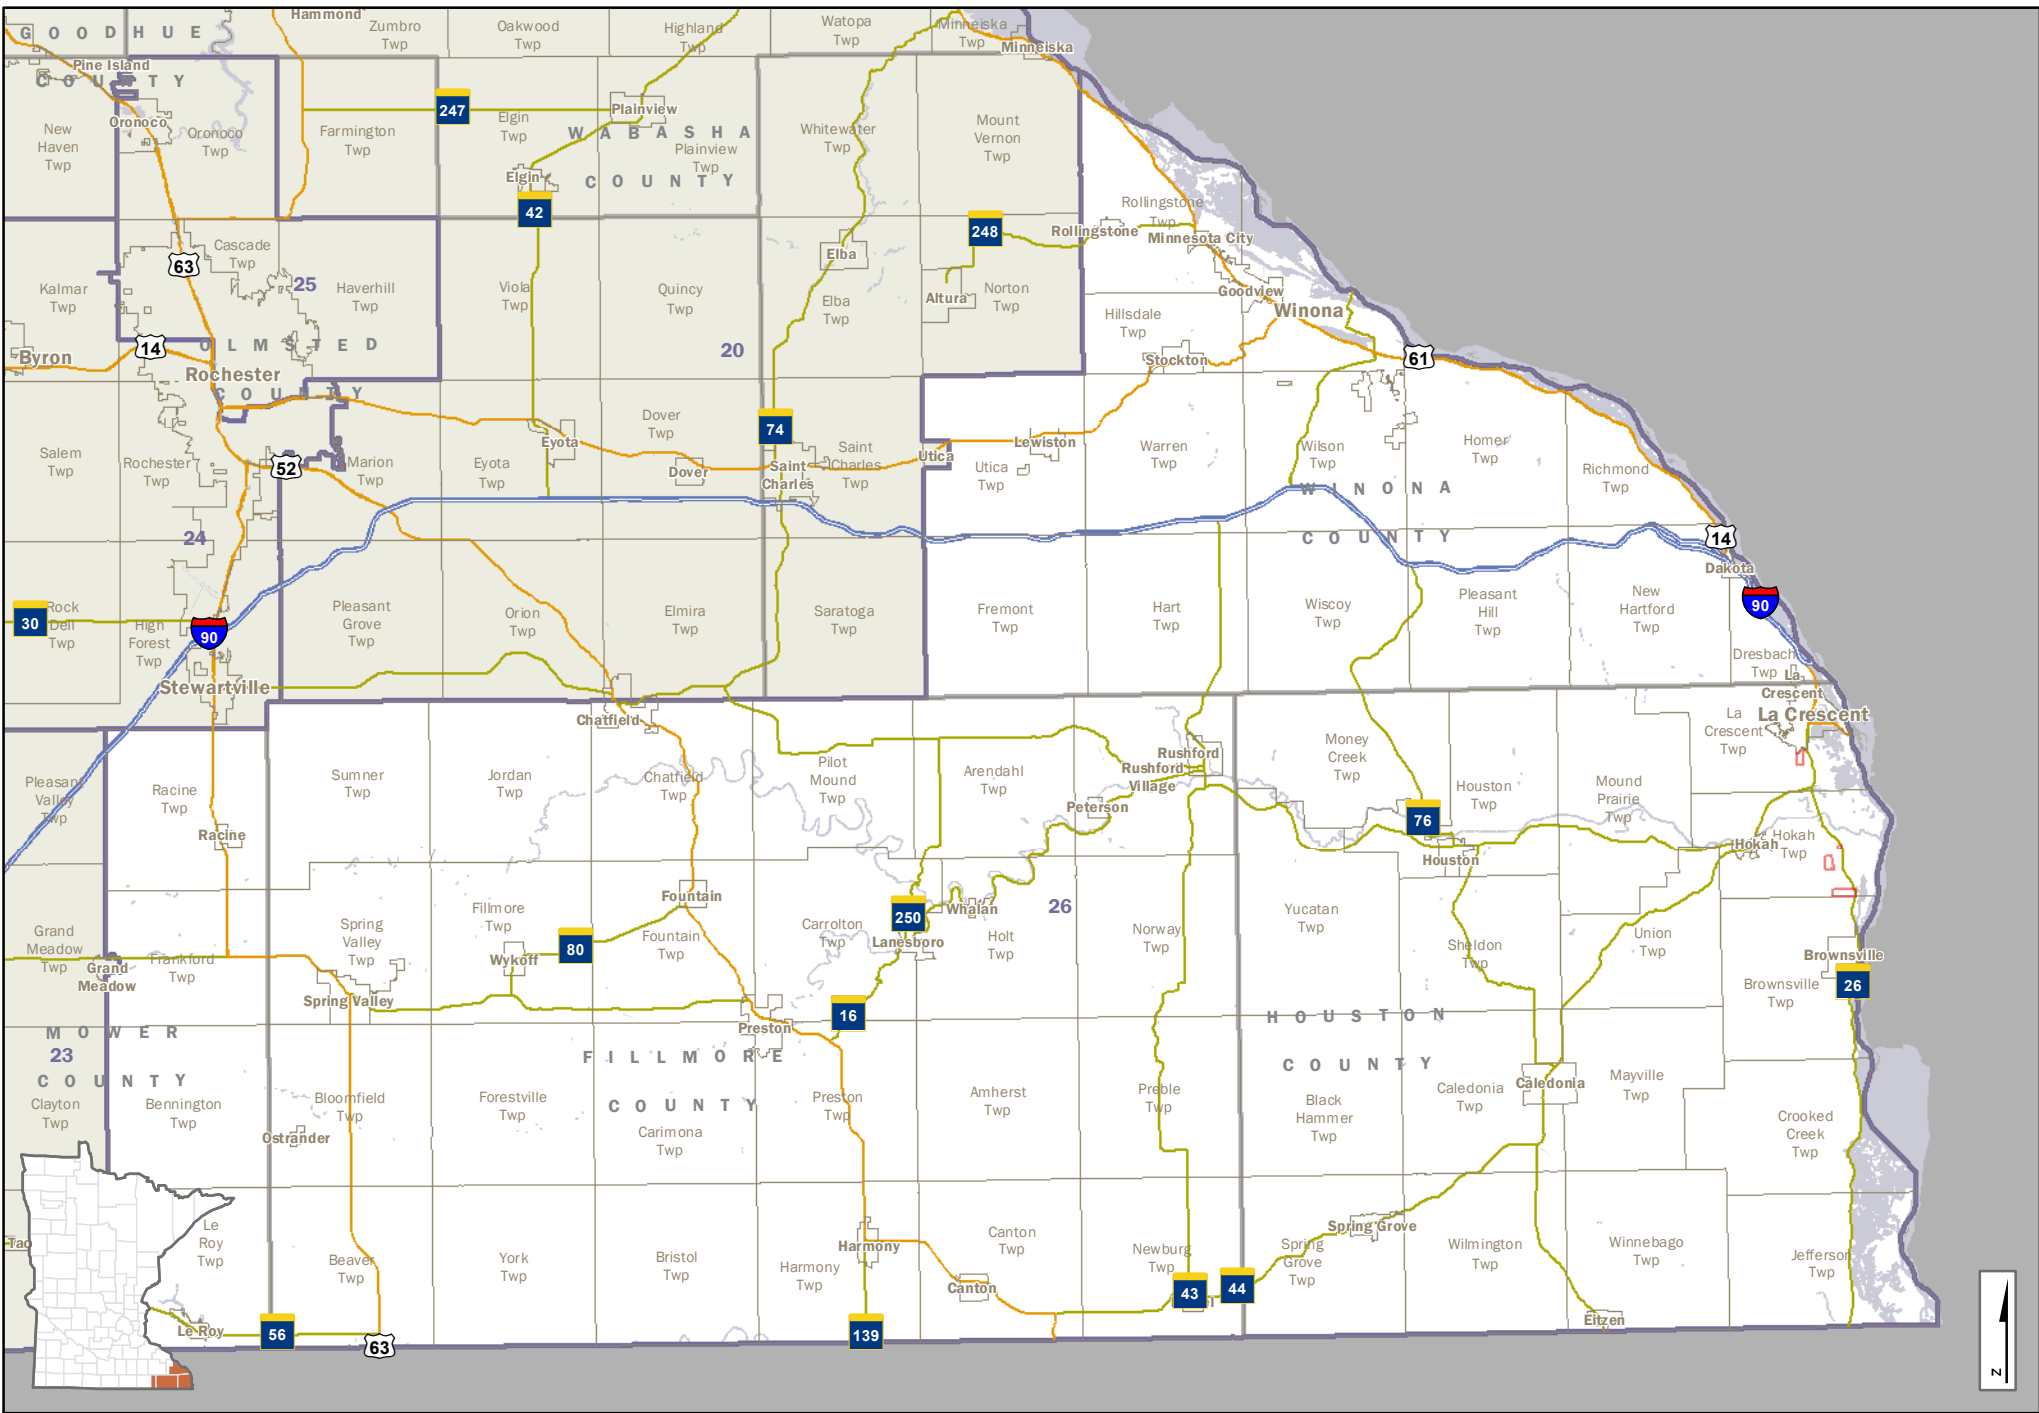 Hammond
Zumbro
Twp
Oakwood
Twp
Highland
Twp
Watopa
Twp
Minneiska
Twp
Minneiska
GOODHUE
COUNTY
Pine Island
Oronoco
Oronoco
Twp
New
Haven
Twp
Farmington
Twp
247
Elgin
Twp
Plainview
WABASHA
COUNTY
Plainview
Twp
Whitewater
Twp
Mount
Vernon
Twp
Elgin
42
248
Rollingstone
Twp
Rollingstone
Minnesota City
Cascade
Twp
63
25
Elba
Kalmar
Twp
Haverhill
Twp
Viola
Twp
Quincy
Twp
Elba
Twp
Altura
Norton
Twp
Goodview
Winona
Hillsdale
Twp
14
OLMSTED
COUNTY
Byron
Rochester
20
Stockton
61
74
Dover
Twp
Eyota
Saint
Charles
Twp
Utica
Lewiston
Warren
Twp
Wilson
Twp
Homer
Twp
Richmond
Twp
Salem
Twp
Rochester
Twp
52
Marion
Twp
Eyota
Twp
Dover
Saint
Charles
Utica
Twp
WINONA
COUNTY
24
14
Dakota
90
30
Rock
Dell
Twp
High
Forest
Twp
90
Pleasant
Grove
Twp
Orion
Twp
Elmira
Twp
Saratoga
Twp
Fremont
Twp
Hart
Twp
Wiscoy
Twp
Pleasant
Hill
Twp
New
Hartford
Twp
Dresbach
Twp
La
Crescent
Stewartville
Chatfield
La Crescent
La
Crescent
Twp
Pleasant
Valley
Twp
Racine
Twp
Sumner
Twp
Jordan
Twp
Chatfield
Twp
Pilot
Mound
Twp
Arendahl
Twp
Rushford
Rushford
Village
Peterson
Money
Creek
Twp
Houston
Twp
Mound
Prairie
Twp
Racine
76
Houston
Hokah
Hokah
Twp
Fountain
250
Whalan
26
Lanesboro
Grand
Meadow
Twp
Grand
Meadow
Frankford
Twp
Spring
Valley
Twp
Fillmore
Twp
Wykoff
80
Fountain
Twp
Carrolton
Twp
Holt
Twp
Norway
Twp
Yucatan
Twp
Sheldon
Twp
Union
Twp
Brownsville
26
Brownsville
Twp
Spring Valley
16
Preston
MOWER
23
COUNTY
FILLMORE
COUNTY
HOUSTON
COUNTY
Clayton
Twp
Bennington
Twp
Bloomfield
Twp
Forestville
Twp
Carimona
Twp
Preston
Twp
Amherst
Twp
Preble
Twp
Black
Hammer
Twp
Caledonia
Twp
Caledonia
Mayville
Twp
Crooked
Creek
Twp
Ostrander
Le
Roy
Twp
Beaver
Twp
York
Twp
Bristol
Twp
Harmony
Twp
Harmony
Canton
Twp
Canton
Newburg
Twp
43
44
Spring
Grove
Twp
Spring Grove
Wilmington
Twp
Winnebago
Twp
Jefferson
Twp
Eitzen
Le Roy
56
63
139
N